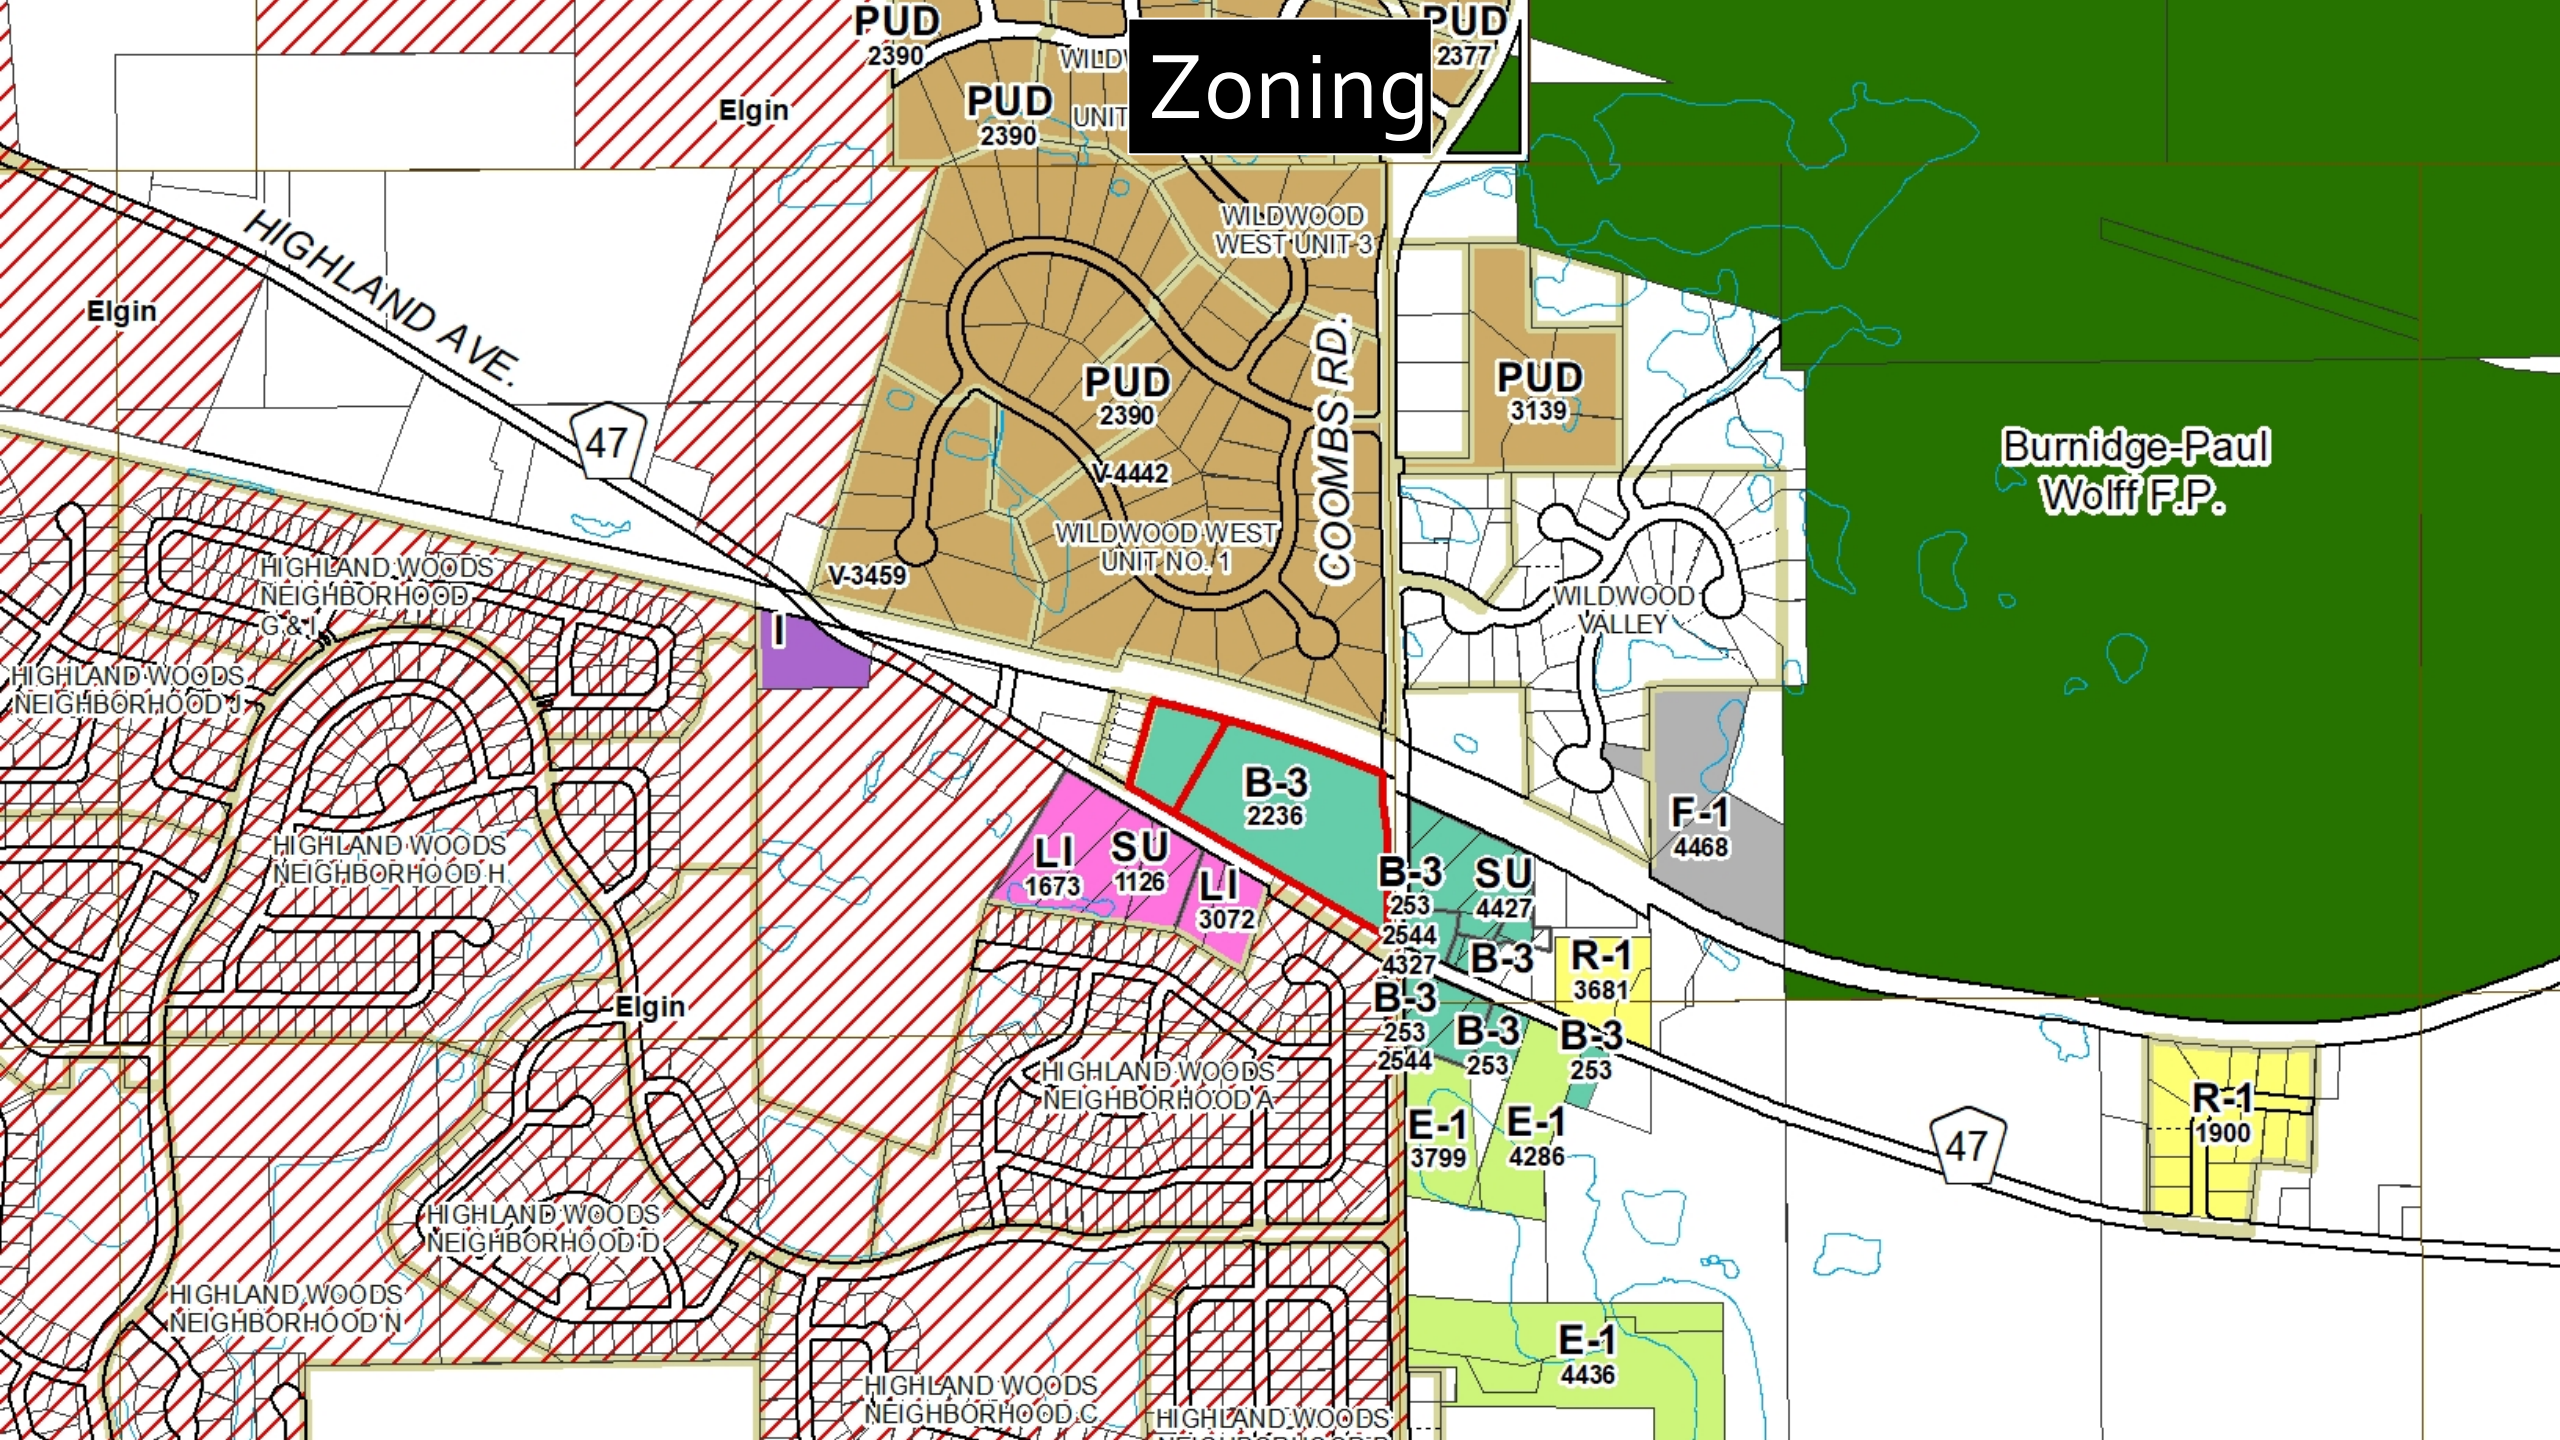 PUD
2390
PUD
2377
Zoning
WILDW
PUD
2390
UNIT
Elgin
WILDWOOD
WEST UNIT 3
HIGHLAND AVE.
Elgin
47
PUD
2390
COOMBS RD.
PUD
3139
Burnidge-Paul
Wolff F.P.
V-4442
WILDWOOD WEST
UNIT NO. 1
V-3459
HIGHLAND WOODS
NEIGHBORHOOD
G & I
WILDWOOD
VALLEY
I
HIGHLAND WOODS
NEIGHBORHOOD J
B-3
2236
F-1
4468
HIGHLAND WOODS
NEIGHBORHOOD H
LI
1673
SU
1126
LI
3072
B-3
253
2544
4327
SU
4427
B-3
R-1
3681
B-3
253
2544
B-3
253
B-3
253
Elgin
HIGHLAND WOODS
NEIGHBORHOOD A
E-1
3799
E-1
4286
47
R-1
1900
HIGHLAND WOODS
NEIGHBORHOOD D
HIGHLAND WOODS
NEIGHBORHOOD N
E-1
4436
HIGHLAND WOODS
NEIGHBORHOOD C
HIGHLAND WOODS